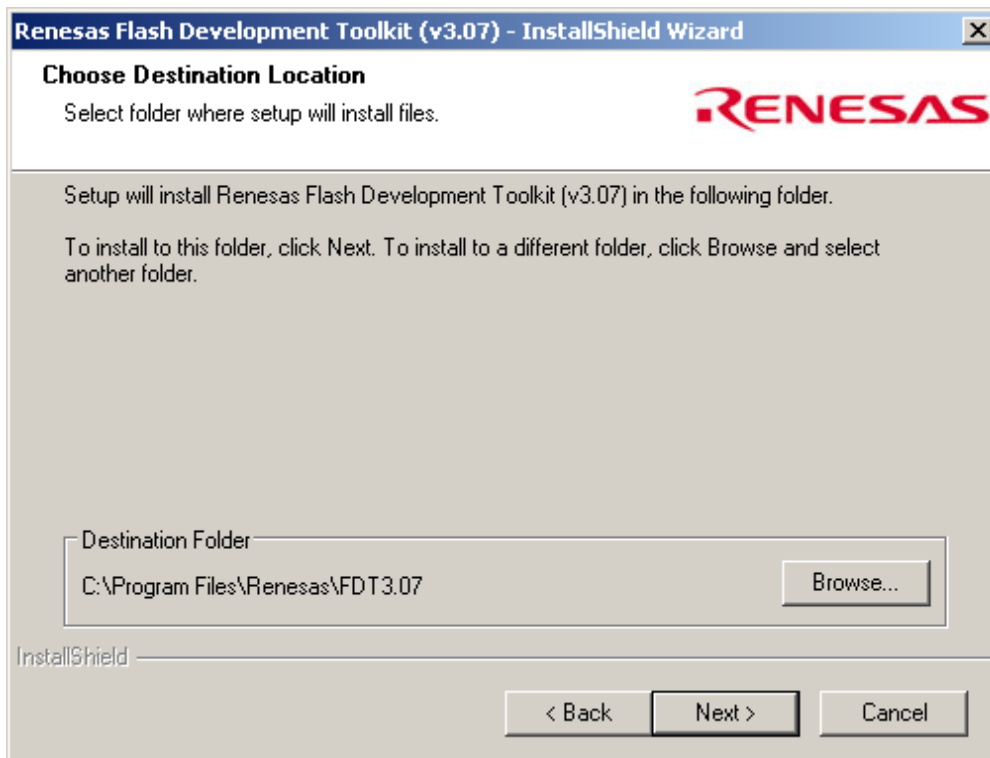 Renesas Flash Development Toolkit (v3.07) - InstallShield Wizard
Choose Destination Location
Select folder where setup will install files.
RENESAS
Setup will install Renesas Flash Development Toolkit (v3.07) in the following folder.
To install to this folder, click Next. To install to a different folder, click Browse and select
another folder.
Destination Folder
C:\Program Files\Renesas\FDT3.07
Browse...
InstallShield
< Back
Next >
Cancel